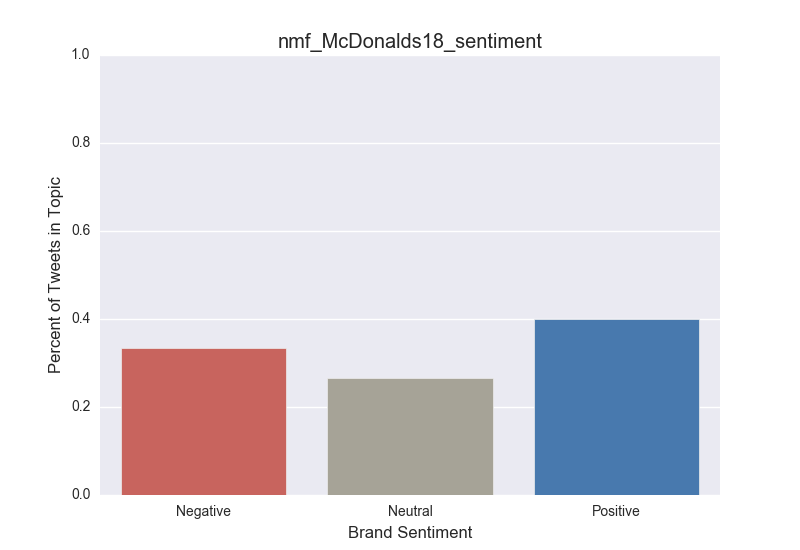 nmf_McDonalds18_sentiment
1.0
0.8
0.6
0.4
0.2
0.0
Percent of Tweets in Topic
Negative Neutral Positive
Brand Sentiment